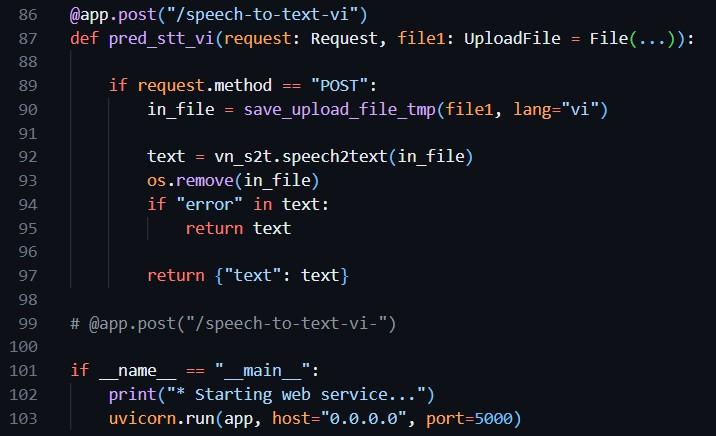 86 @app.post("/speech-to-text-vi")
87 def pred_stt_vi(request: Request, file1: UploadFile = File(...)):
88
89     if request.method == "POST":
90         in_file = save_upload_file_tmp(file1, lang="vi")
91
92         text = vn_s2t.speech2text(in_file)
93         os.remove(in_file)
94         if "error" in text:
95             return text
96
97         return {"text": text}
98
99 # @app.post("/speech-to-text-vi-")
100
101 if __name__ == "__main__":
102     print("* Starting web service...")
103     uvicorn.run(app, host="0.0.0.0", port=5000)